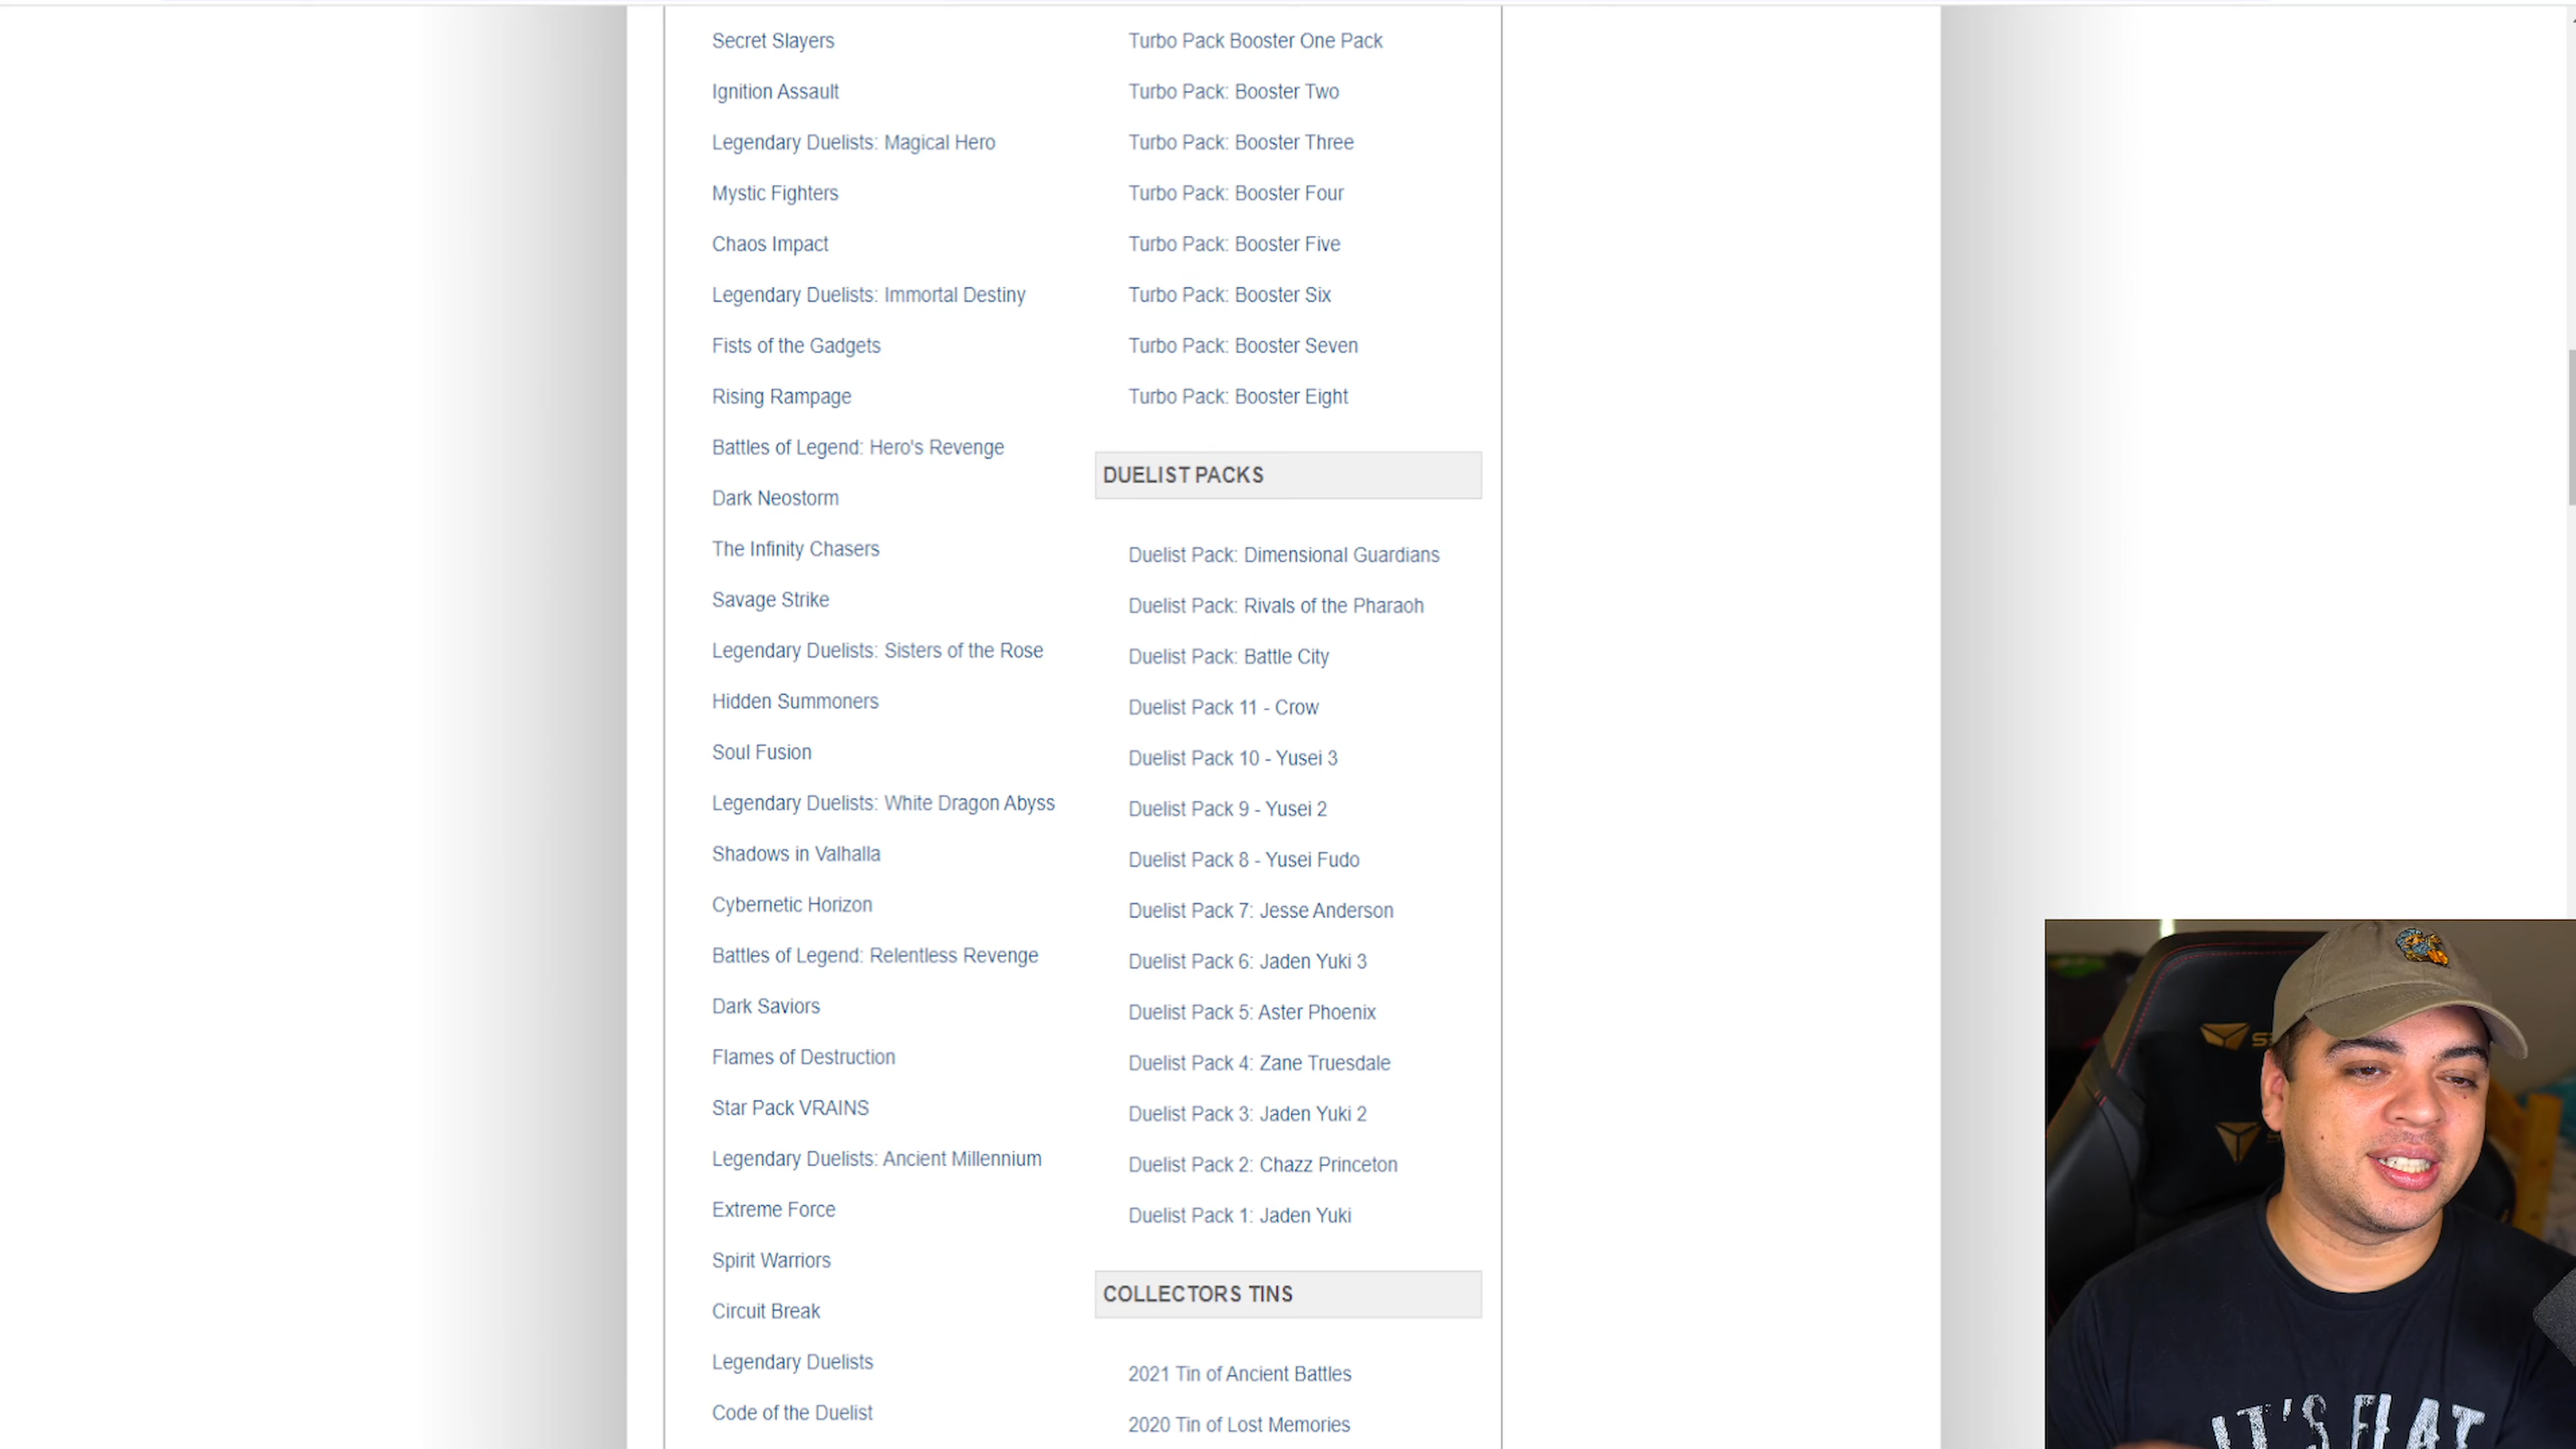 Secret Slayers
Ignition Assault
Legendary Duelists: Magical Hero
Mystic Fighters
Chaos Impact
Legendary Duelists: Immortal Destiny
Fists of the Gadgets
Rising Rampage
Battles of Legend: Hero's Revenge
Dark Neostorm
The Infinity Chasers
Savage Strike
Legendary Duelists: Sisters of the Rose
Hidden Summoners
Soul Fusion
Legendary Duelists: White Dragon Abyss
Shadows in Valhalla
Cybernetic Horizon
Battles of Legend: Relentless Revenge
Dark Saviors
Flames of Destruction
Star Pack VRAINS
Legendary Duelists: Ancient Millennium
Extreme Force
Spirit Warriors
Circuit Break
Legendary Duelists
Code of the Duelist
Turbo Pack Booster One Pack
Turbo Pack: Booster Two
Turbo Pack: Booster Three
Turbo Pack: Booster Four
Turbo Pack: Booster Five
Turbo Pack: Booster Six
Turbo Pack: Booster Seven
Turbo Pack: Booster Eight
DUELIST PACKS
Duelist Pack: Dimensional Guardians
Duelist Pack: Rivals of the Pharaoh
Duelist Pack: Battle City
Duelist Pack 11 - Crow
Duelist Pack 10 - Yusei 3
Duelist Pack 9 - Yusei 2
Duelist Pack 8 - Yusei Fudo
Duelist Pack 7: Jesse Anderson
Duelist Pack 6: Jaden Yuki 3
Duelist Pack 5: Aster Phoenix
Duelist Pack 4: Zane Truesdale
Duelist Pack 3: Jaden Yuki 2
Duelist Pack 2: Chazz Princeton
Duelist Pack 1: Jaden Yuki
COLLECTORS TINS
2021 Tin of Ancient Battles
2020 Tin of Lost Memories
IT'S FLAT